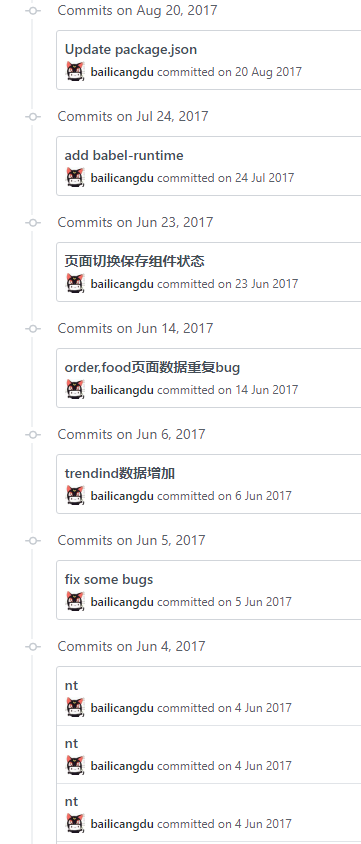 Commits on Aug 20, 2017
Update package.json
bailicangdu committed on 20 Aug 2017
Commits on Jul 24, 2017
add babel-runtime
bailicangdu committed on 24 Jul 2017
Commits on Jun 23, 2017
页面切换保存组件状态
bailicangdu committed on 23 Jun 2017
Commits on Jun 14, 2017
order,food页面数据重复bug
bailicangdu committed on 14 Jun 2017
Commits on Jun 6, 2017
trendind数据增加
bailicangdu committed on 6 Jun 2017
Commits on Jun 5, 2017
fix some bugs
bailicangdu committed on 5 Jun 2017
Commits on Jun 4, 2017
nt
bailicangdu committed on 4 Jun 2017
nt
bailicangdu committed on 4 Jun 2017
nt
bailicangdu committed on 4 Jun 2017